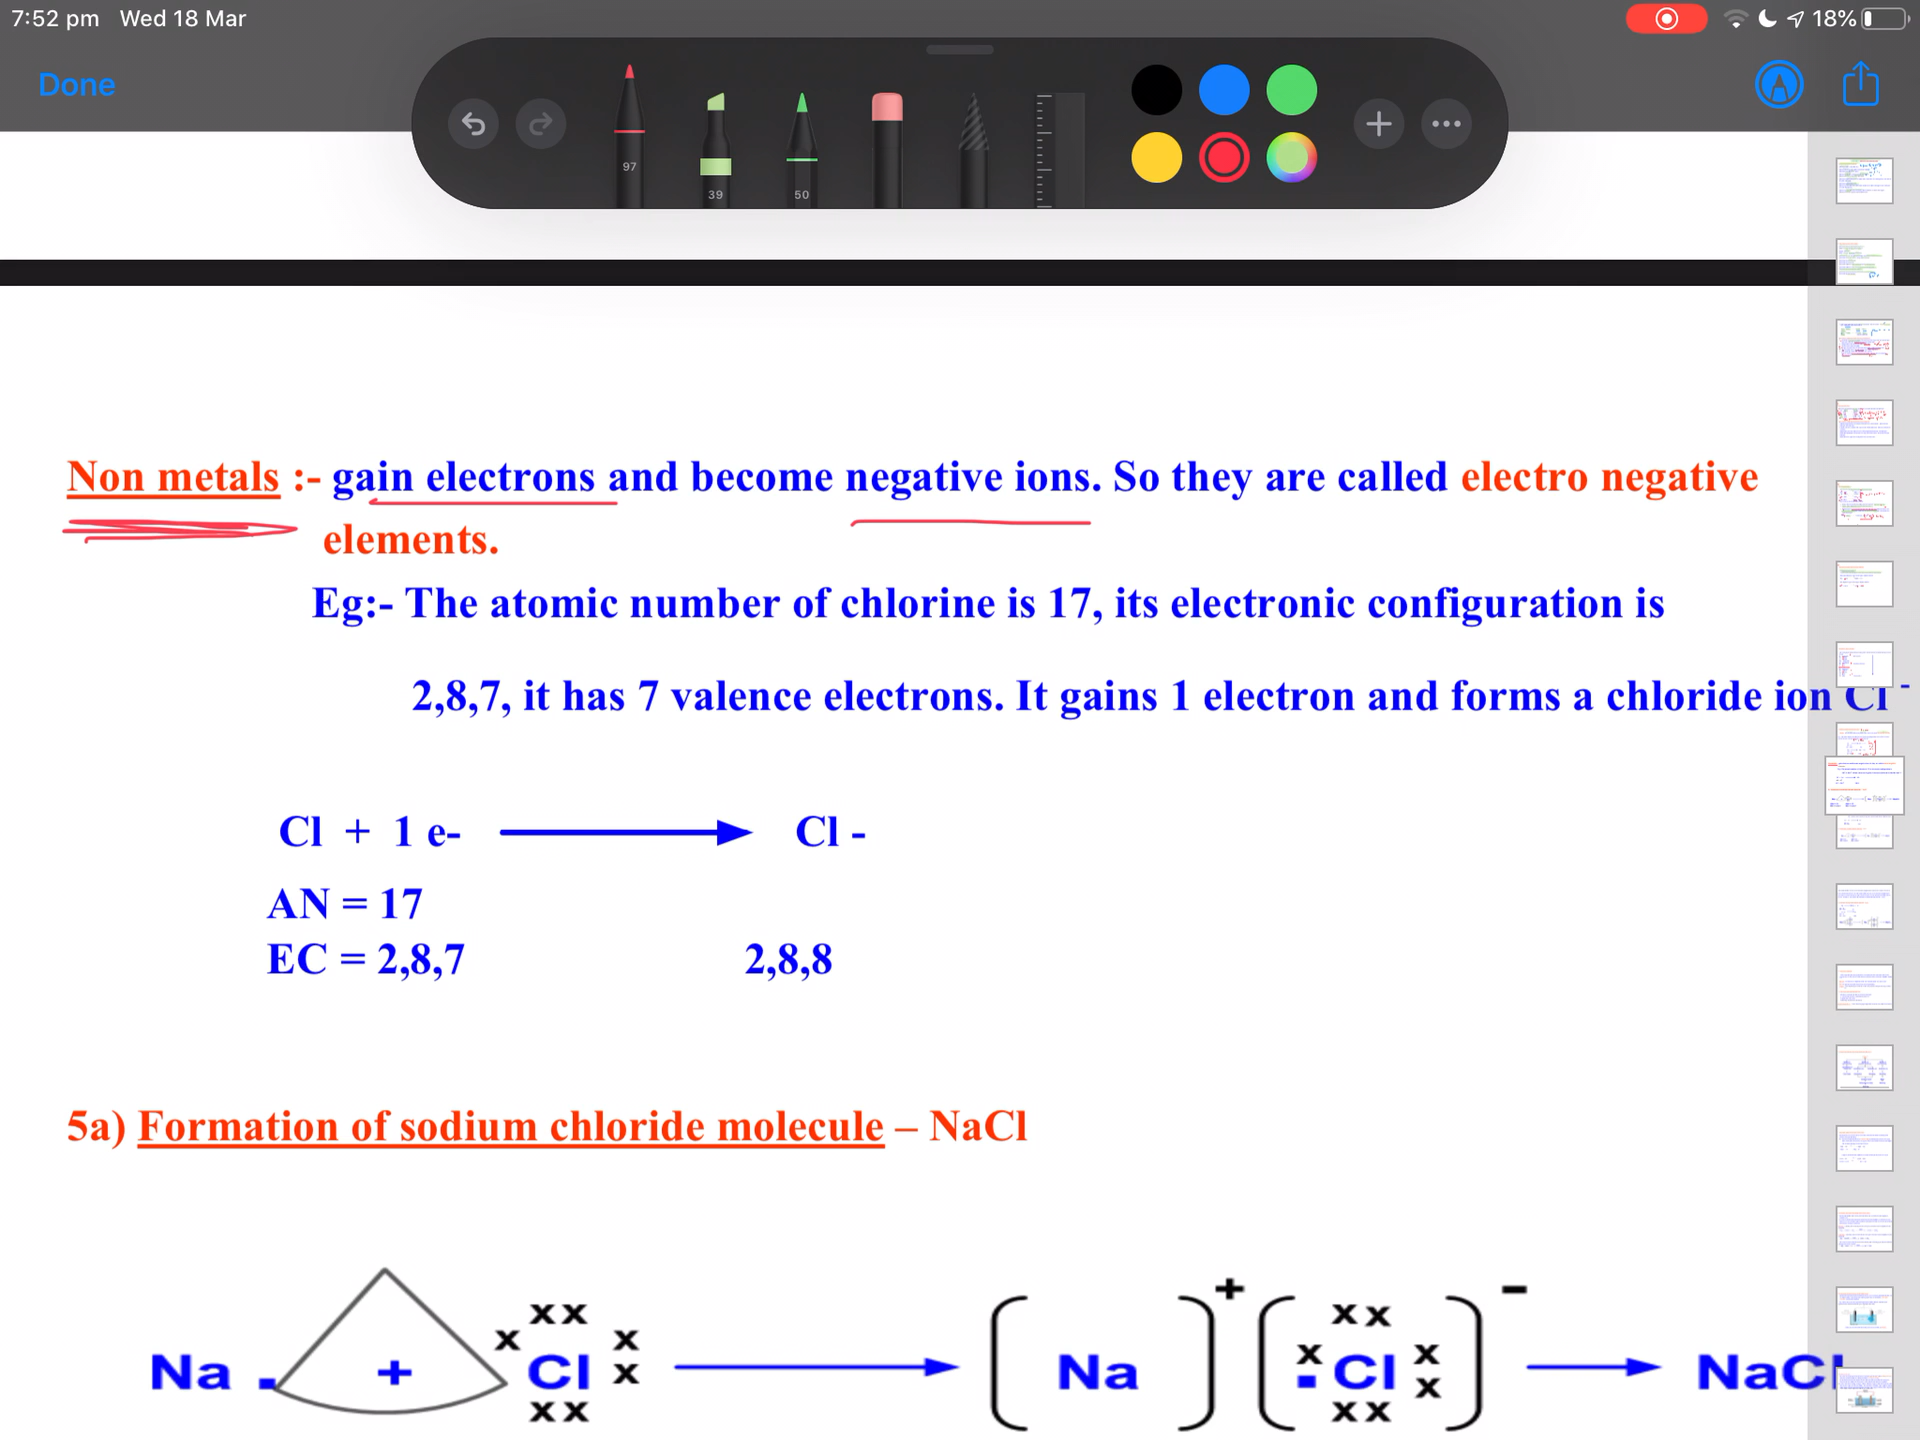 7:52 pm Wed 18 Mar
18%
Done
97
39
50
Non metals :- gain electrons and become negative ions. So they are called electro negative
elements.
Eg:- The atomic number of chlorine is 17, its electronic configuration is
2,8,7, it has 7 valence electrons. It gains 1 electron and forms a chloride ion Cl -
Cl + 1 e- Cl -
AN = 17
EC = 2,8,7 2,8,8
5a) Formation of sodium chloride molecule – NaCl
+ -
x x x x
x x x x
Na . + Cl x Na . Cl x NaCl
x x x x